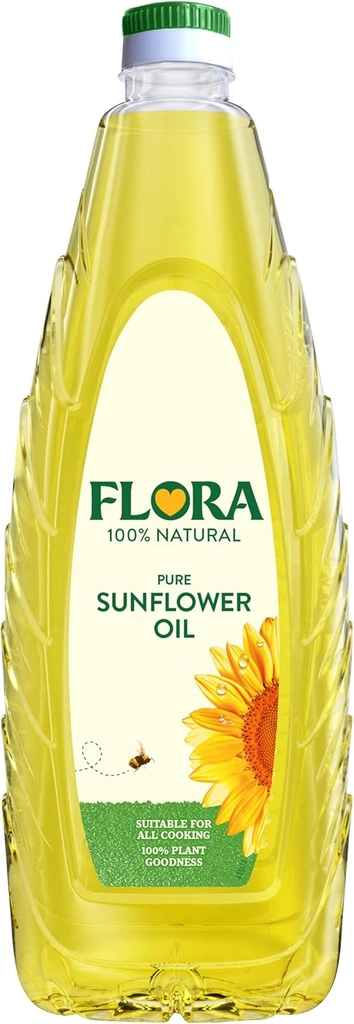 FLORA
100% NATURAL
PURE
SUNFLOWER
OIL
SUITABLE FOR
ALL COOKING
100% PLANT
GOODNESS